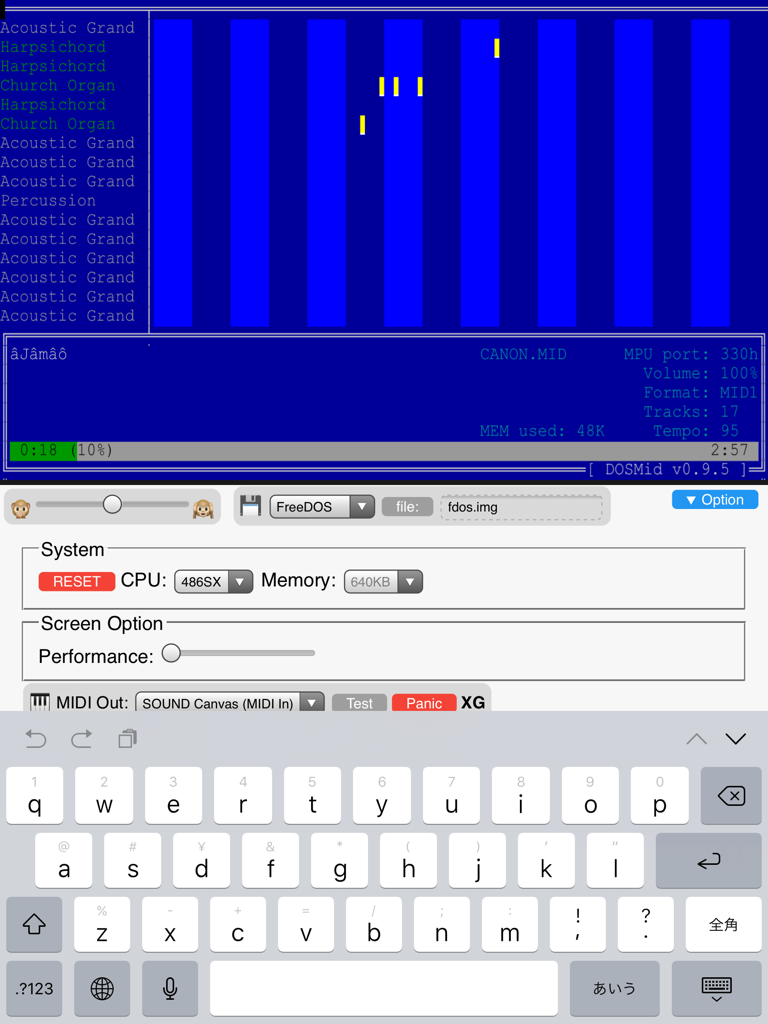 Acoustic Grand
Harpsichord
Harpsichord
Church Organ
Harpsichord
Church Organ
Acoustic Grand
Acoustic Grand
Acoustic Grand
Percussion
Acoustic Grand
Acoustic Grand
Acoustic Grand
Acoustic Grand
Acoustic Grand
Acoustic Grand
âJâmâô CANON.MID MPU port: 330h
Volume: 100%
Format: MID1
Tracks: 17
MEM used: 48K Tempo: 95
0:18 (10%) 2:57
[ DOSMid v0.9.5 ]
FreeDOS file: fdos.img ▼ Option
System
RESET CPU: 486SX Memory: 640KB
Screen Option
Performance:
MIDI Out: SOUND Canvas (MIDI In) Test Panic XG
1 2 3 4 5 6 7 8 9 0
q w e r t y u i o p
@ # ¥ & * ( ) ' "
a s d f g h j k l
% - + = / ; : ! ?
z x c v b n m , . 全角
.?123 あいう